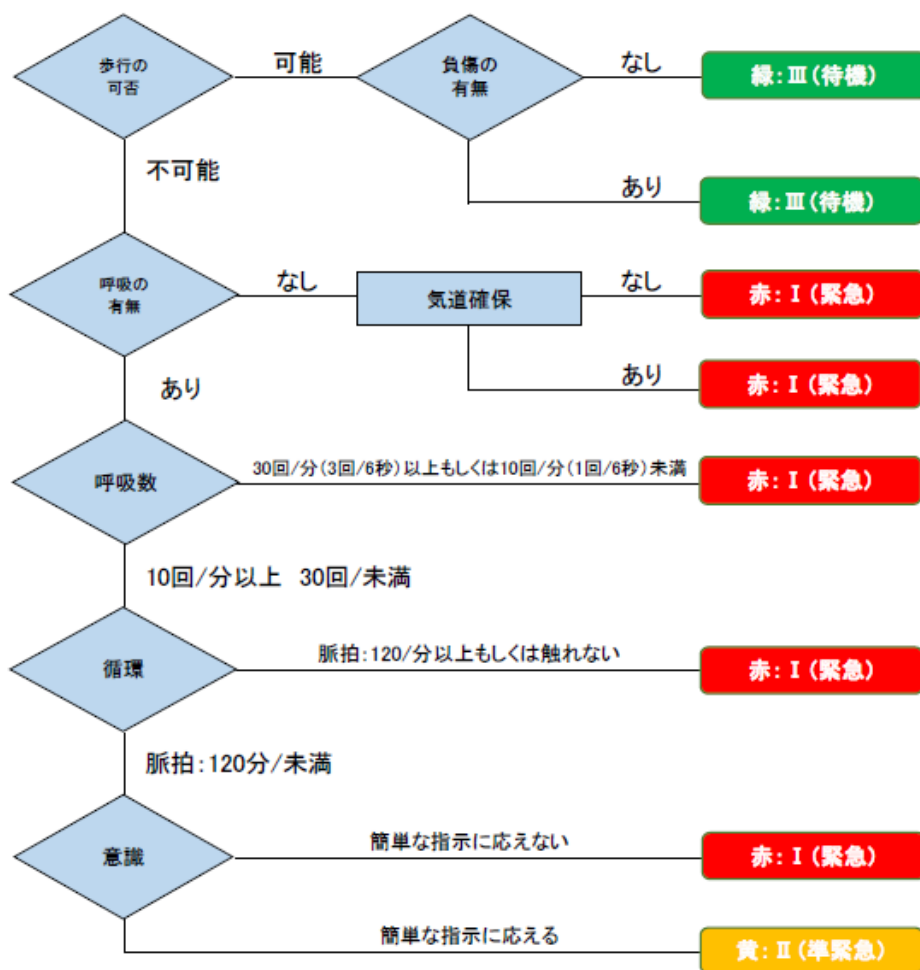 歩行の
可否
可能
負傷の
有無
なし
緑:Ⅲ(待機)
不可能
あり
緑:Ⅲ(待機)
呼吸の
有無
なし
気道確保
なし
赤:Ⅰ(緊急)
あり
あり
赤:Ⅰ(緊急)
呼吸数
30回/分(3回/6秒)以上もしくは10回/分(1回/6秒)未満
赤:Ⅰ(緊急)
10回/分以上 30回/未満
循環
脈拍:120/分以上もしくは触れない
赤:Ⅰ(緊急)
脈拍:120分/未満
意識
簡単な指示に応えない
赤:Ⅰ(緊急)
簡単な指示に応える
黄:Ⅱ(準緊急)